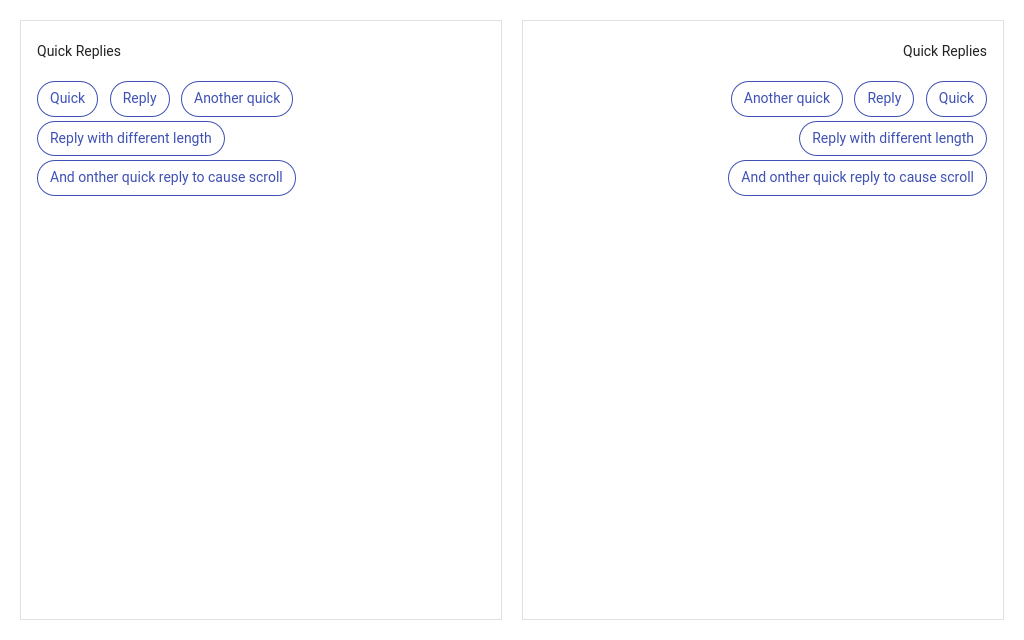 Quick Replies
Quick Reply Another quick
Reply with different length
And onther quick reply to cause scroll
Quick Replies
Another quick Reply Quick
Reply with different length
And onther quick reply to cause scroll